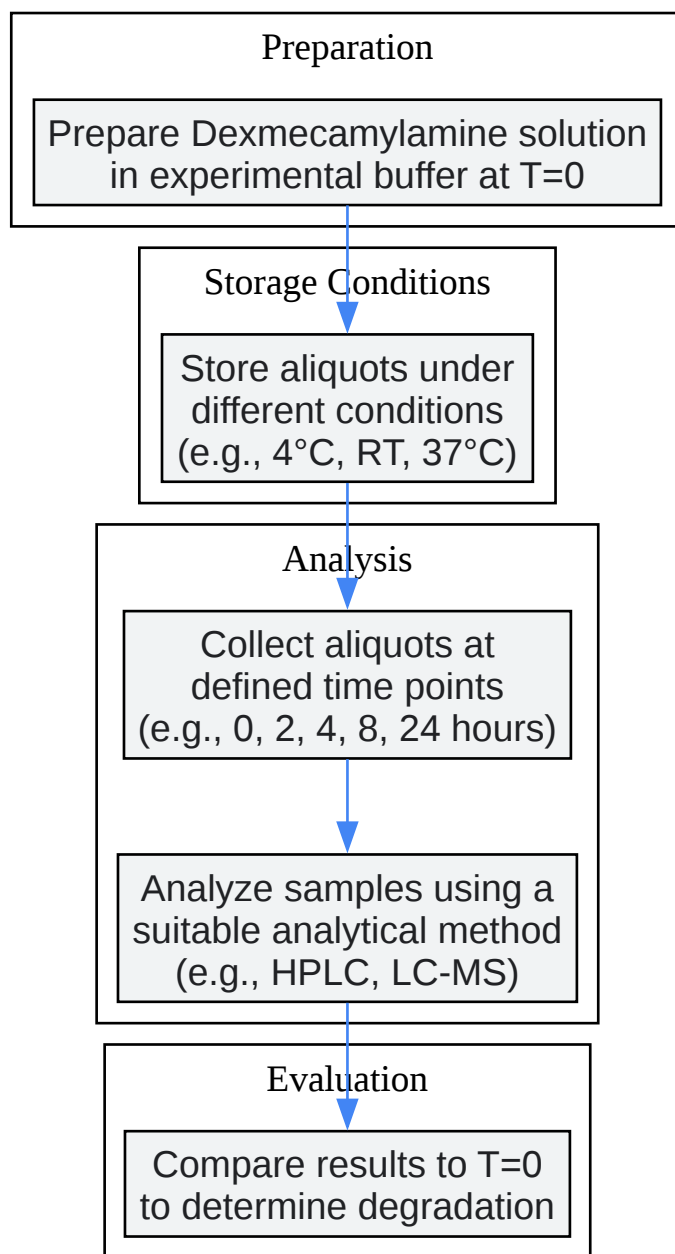 Preparation
Prepare Dexmecamylamine solution
in experimental buffer at T=0
Storage Conditions
Store aliquots under
different conditions
(e.g., 4°C, RT, 37°C)
Analysis
Collect aliquots at
defined time points
(e.g., 0, 2, 4, 8, 24 hours)
Analyze samples using a
suitable analytical method
(e.g., HPLC, LC-MS)
Evaluation
Compare results to T=0
to determine degradation